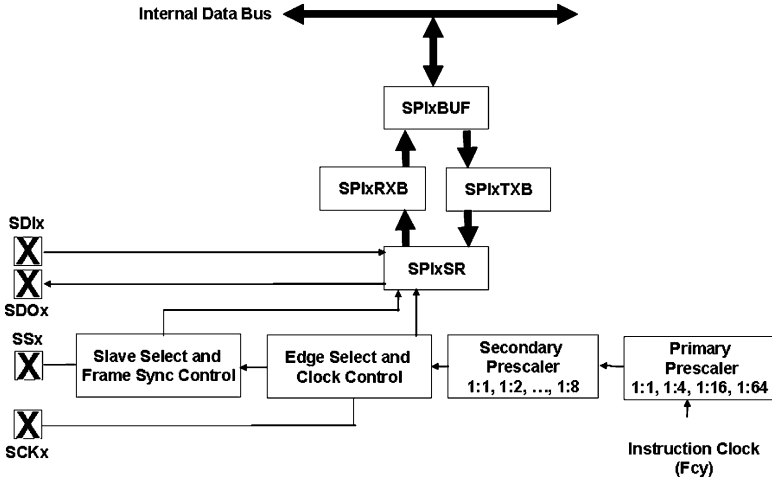 Internal Data Bus
SPIxBUF
SPIxRXB
SPIxTXB
SDIx
SPIxSR
SDOx
SSx
Slave Select and
Frame Sync Control
Edge Select and
Clock Control
Secondary
Prescaler
1:1, 1:2, ..., 1:8
Primary
Prescaler
1:1, 1:4, 1:16, 1:64
SCKx
Instruction Clock
(Fcy)